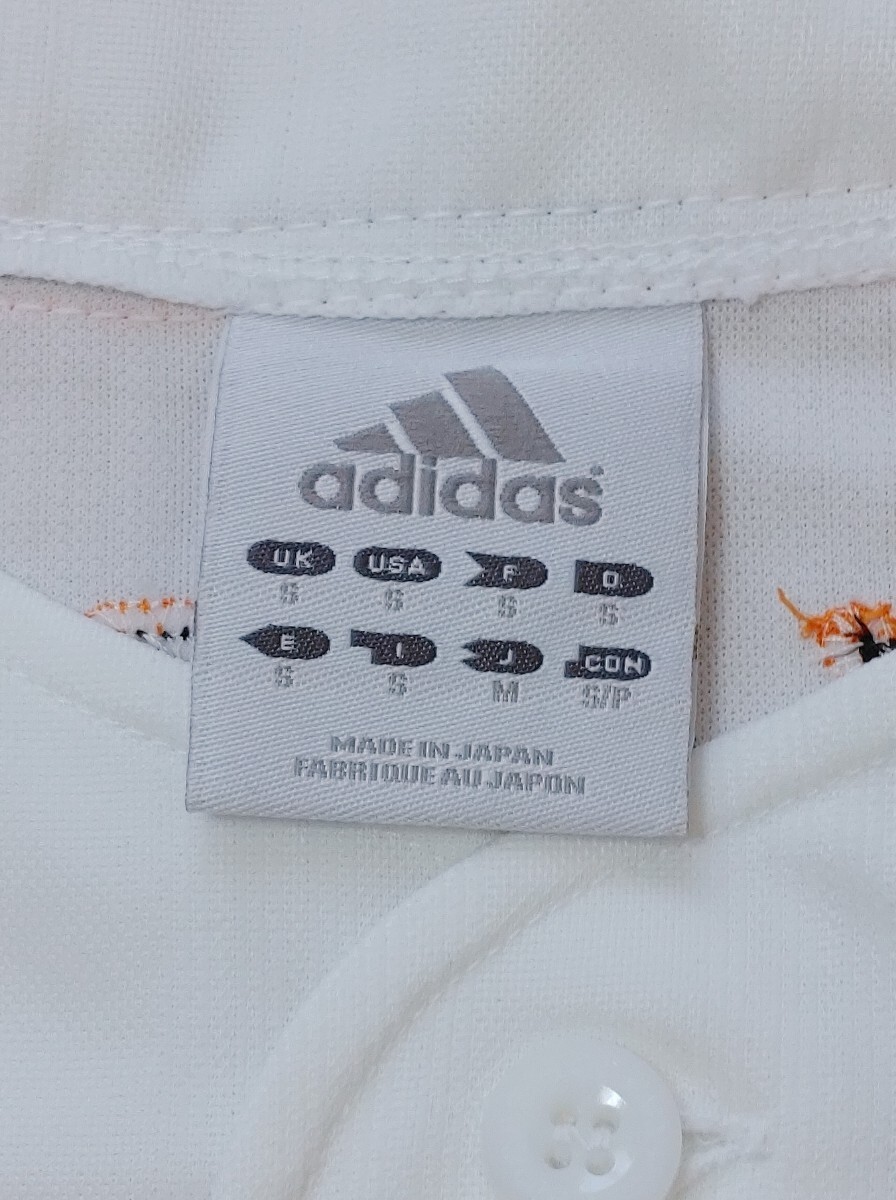 adidas®
UK USA F D
S S S S
E I J CON
S S M S/P
MADE IN JAPAN
FABRIQUE AU JAPON